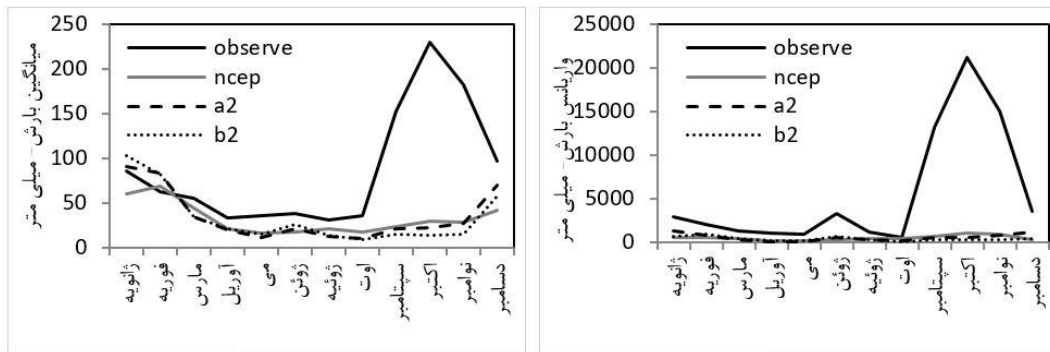 250
200
150
100
50
0
میانگین بارش - میلی متر
observe
ncep
a2
b2
ژانویه
فوریه
مارس
آوریل
می
ژوئن
ژوئیه
اوت
سپتامبر
اکتبر
نوامبر
دسامبر
25000
20000
15000
10000
5000
0
واریانس بارش - میلی متر
observe
ncep
a2
b2
ژانویه
فوریه
مارس
آوریل
می
ژوئن
ژوئیه
اوت
سپتامبر
اکتبر
نوامبر
دسامبر